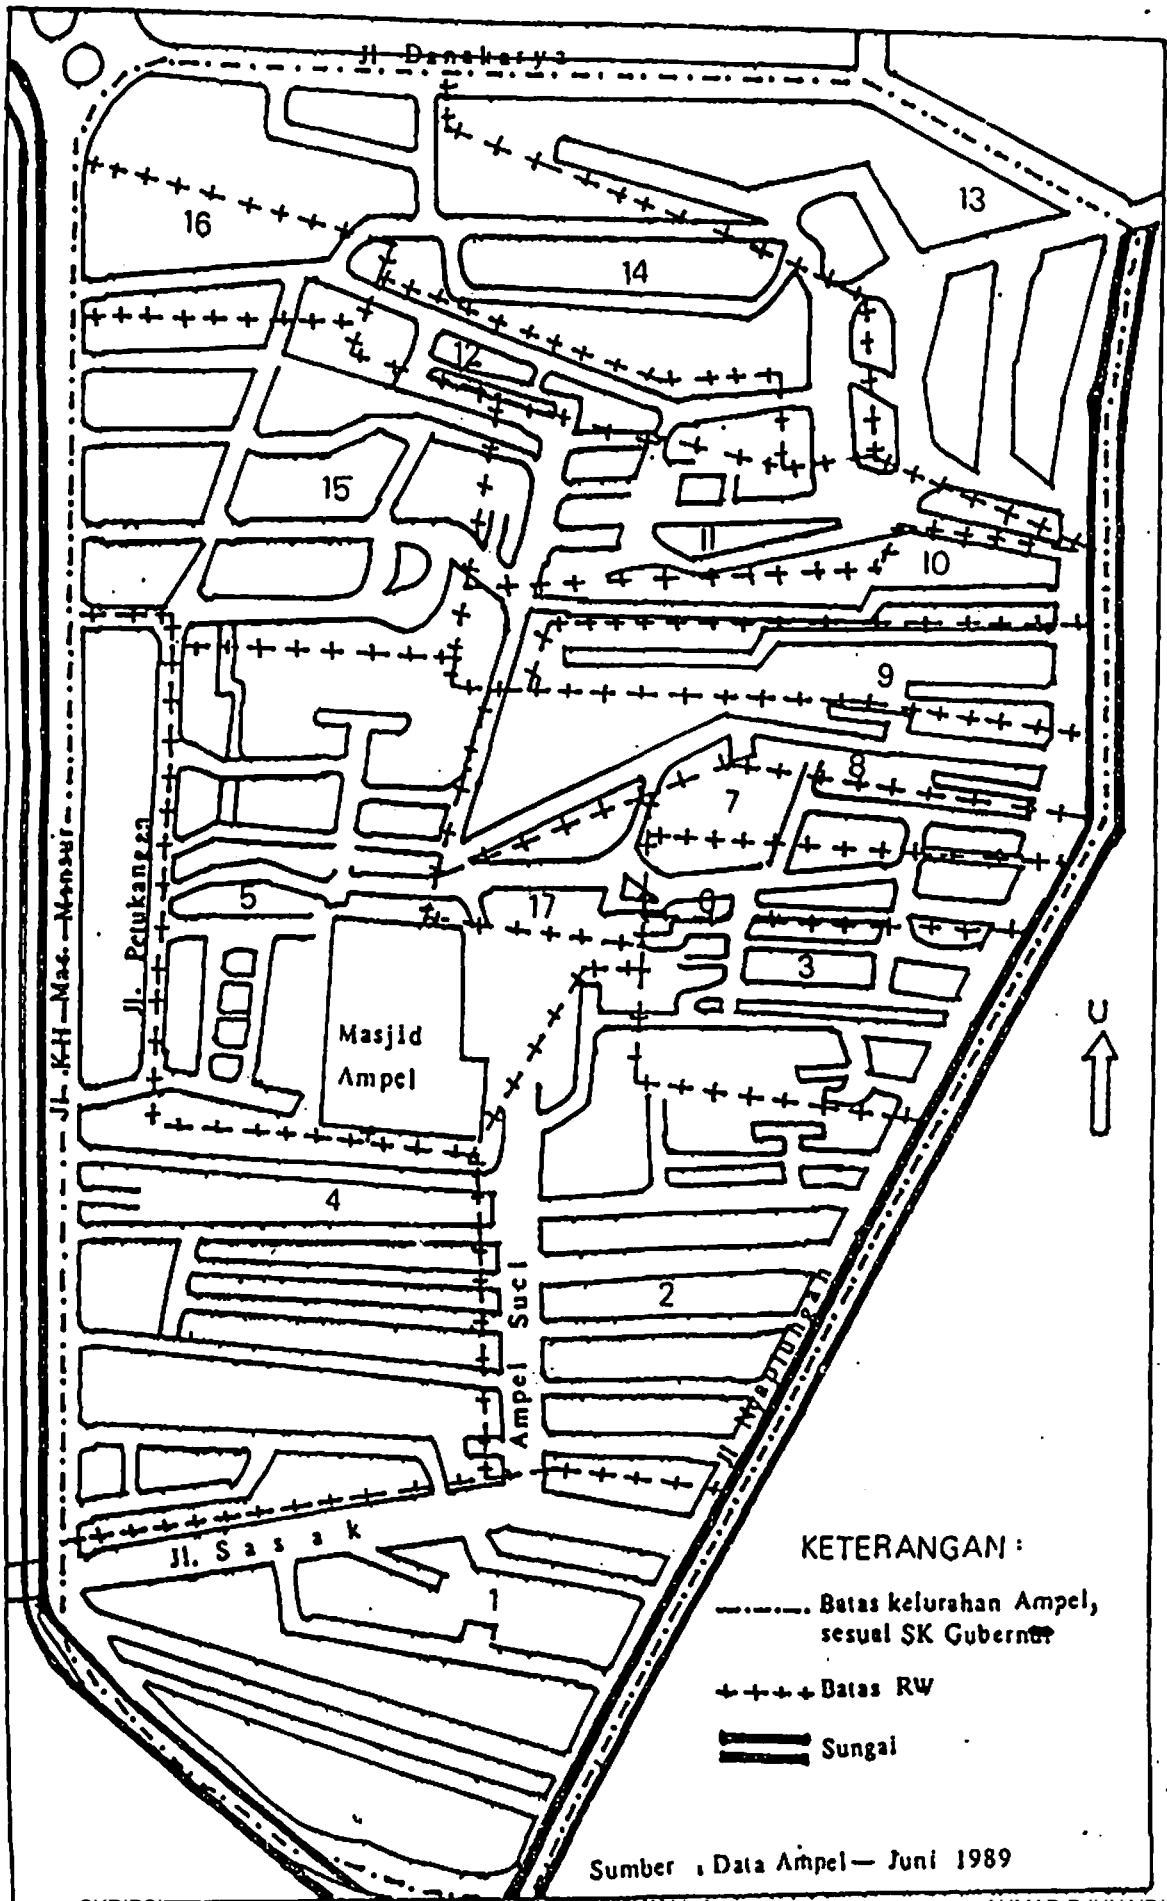 Jl Danakarya
13
16
14
12
15
11
10
9
8
7
5
17
6
3
Jl. KH Mas. Mansur
Jl. Petukangan
Masjid
Ampel
U
4
2
Ampel Suci
Jl Nyaplungan
Jl. Sasak
1
KETERANGAN :
Batas kelurahan Ampel,
sesuai SK Gubernur
Batas RW
Sungai
Sumber : Data Ampel — Juni 1989